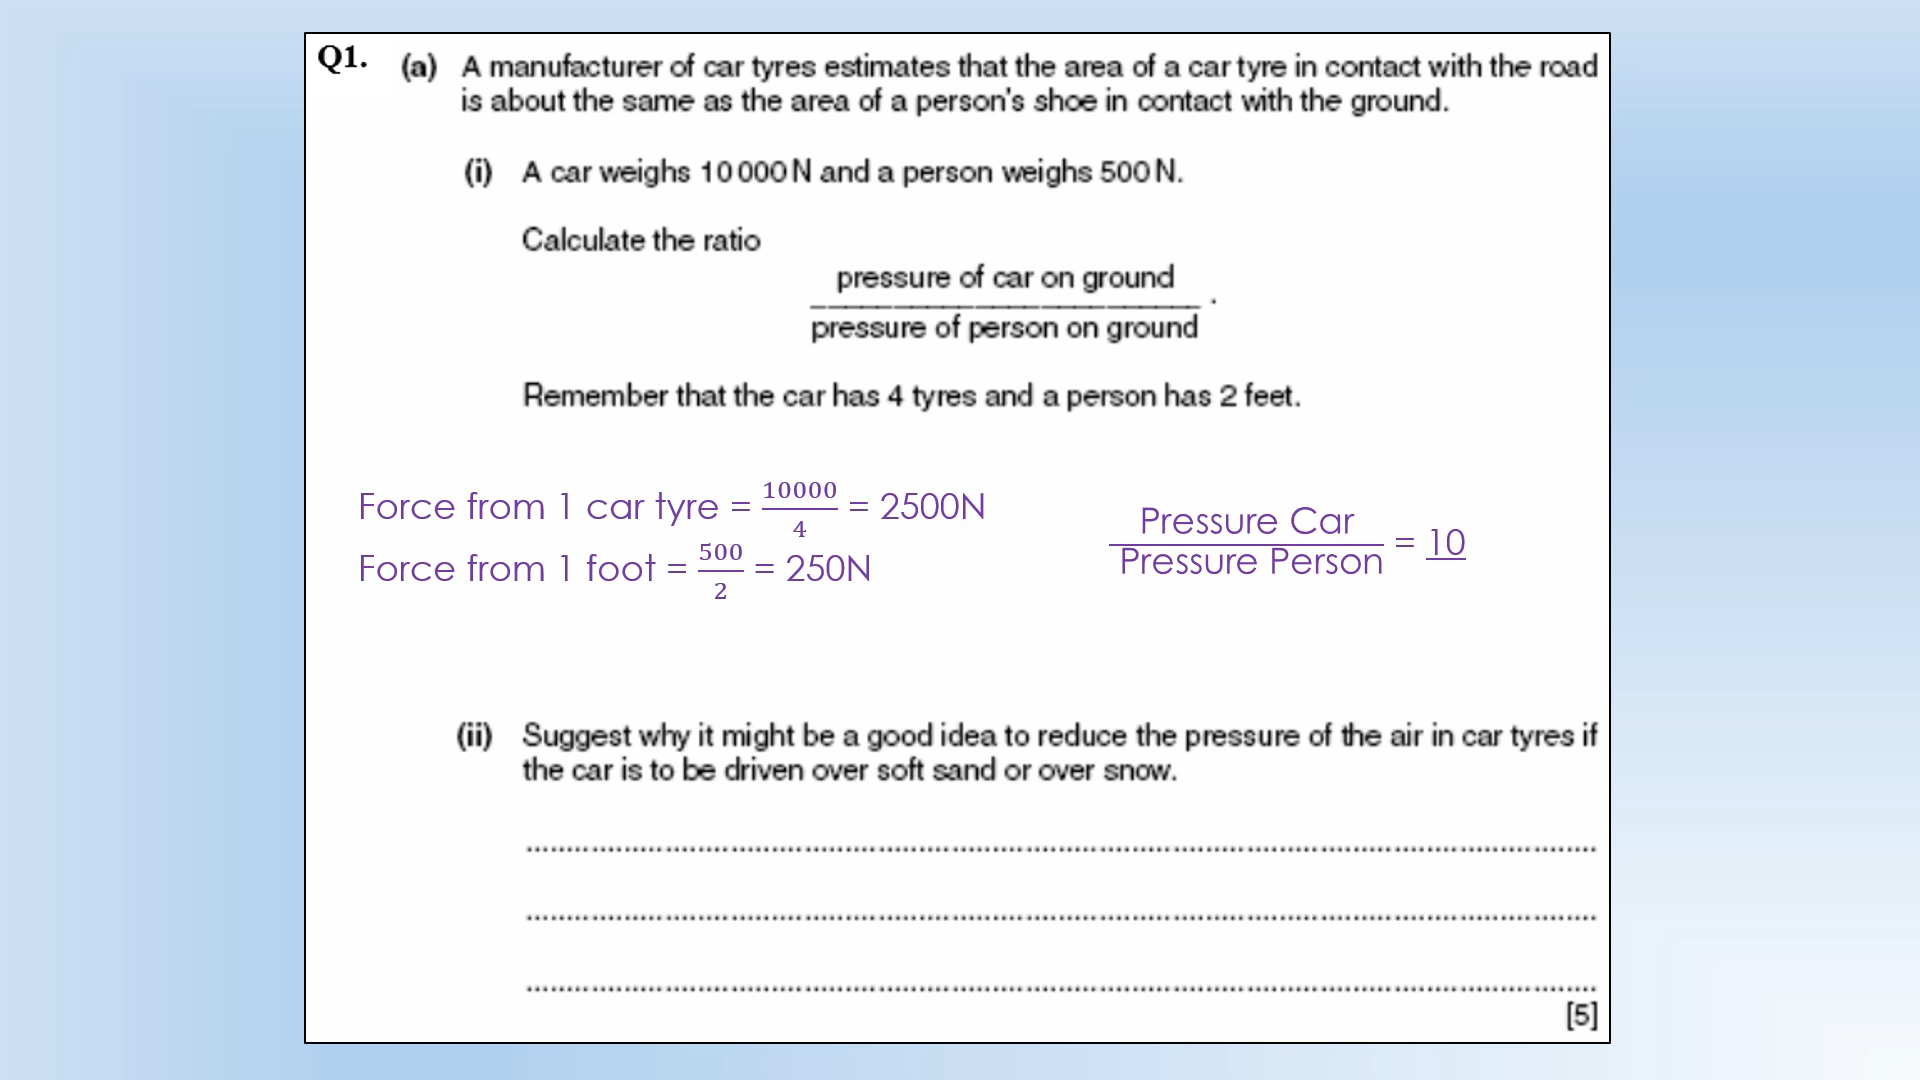 Q1. (a) A manufacturer of car tyres estimates that the area of a car tyre in contact with the road
is about the same as the area of a person's shoe in contact with the ground.
(i) A car weighs 10 000 N and a person weighs 500 N.
Calculate the ratio
pressure of car on ground
pressure of person on ground .
Remember that the car has 4 tyres and a person has 2 feet.
Force from 1 car tyre = 10000/4 = 2500N
Force from 1 foot = 500/2 = 250N
Pressure Car
Pressure Person = 10
(ii) Suggest why it might be a good idea to reduce the pressure of the air in car tyres if
the car is to be driven over soft sand or over snow.
[5]